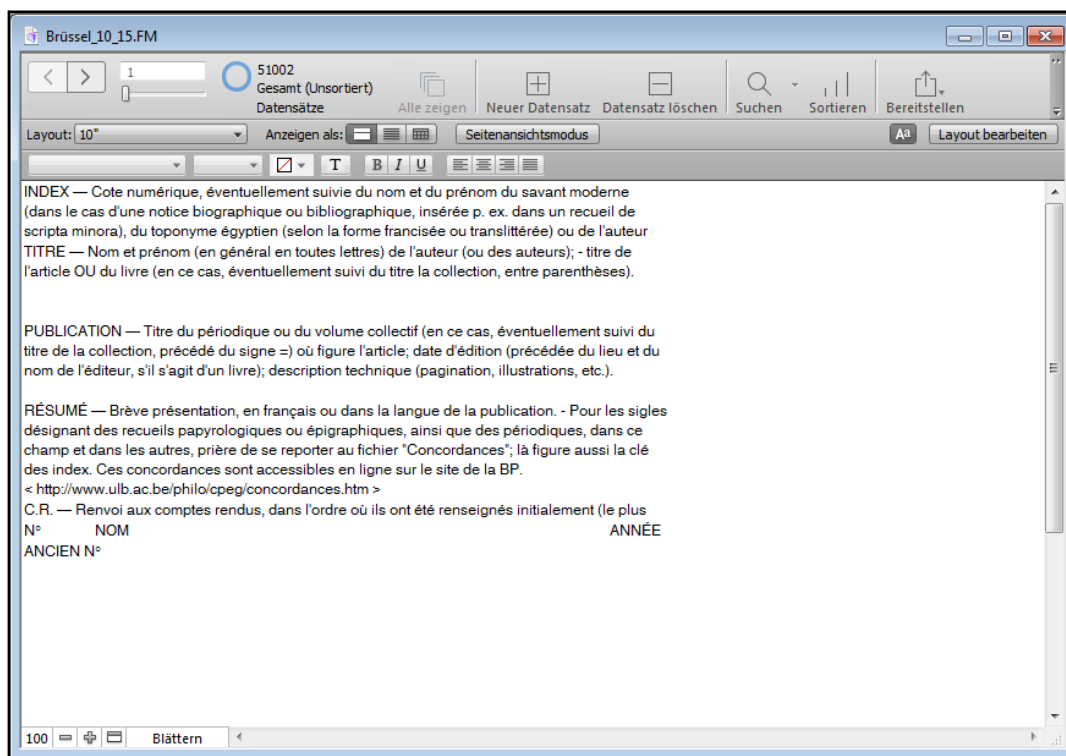 Brüssel_10_15.FM
1
51002
Gesamt (Unsortiert)
Datensätze
Alle zeigen
Neuer Datensatz
Datensatz löschen
Suchen
Sortieren
Bereitstellen
Layout: 10"
Anzeigen als:
Seitenansichtsmodus
Aa
Layout bearbeiten
T B I U
INDEX — Cote numérique, éventuellement suivie du nom et du prénom du savant moderne
(dans le cas d'une notice biographique ou bibliographique, insérée p. ex. dans un recueil de
scripta minora), du toponyme égyptien (selon la forme francisée ou translittérée) ou de l'auteur
TITRE — Nom et prénom (en général en toutes lettres) de l'auteur (ou des auteurs); - titre de
l'article OU du livre (en ce cas, éventuellement suivi du titre la collection, entre parenthèses).
PUBLICATION — Titre du périodique ou du volume collectif (en ce cas, éventuellement suivi du
titre de la collection, précédé du signe =) où figure l'article; date d'édition (précédée du lieu et du
nom de l'éditeur, s'il s'agit d'un livre); description technique (pagination, illustrations, etc.).
RÉSUMÉ — Brève présentation, en français ou dans la langue de la publication. - Pour les sigles
désignant des recueils papyrologiques ou épigraphiques, ainsi que des périodiques, dans ce
champ et dans les autres, prière de se reporter au fichier "Concordances"; là figure aussi la clé
des index. Ces concordances sont accessibles en ligne sur le site de la BP.
< http://www.ulb.ac.be/philo/cpeg/concordances.htm >
C.R. — Renvoi aux comptes rendus, dans l'ordre où ils ont été renseignés initialement (le plus
N° NOM ANNÉE
ANCIEN N°
100 Blättern